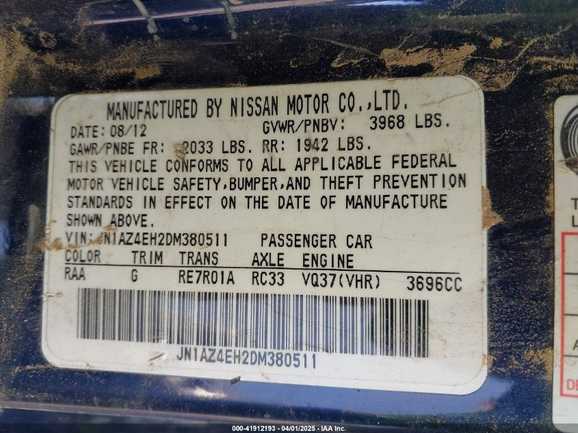 MANUFACTURED BY NISSAN MOTOR CO.,LTD.
DATE: 08/12 GVWR/PNBV: 3968 LBS.
GAWR/PNBE FR: 2033 LBS. RR: 1942 LBS.
THIS VEHICLE CONFORMS TO ALL APPLICABLE FEDERAL
MOTOR VEHICLE SAFETY,BUMPER,AND THEFT PREVENTION
STANDARDS IN EFFECT ON THE DATE OF MANUFACTURE
SHOWN ABOVE.
VIN:JN1AZ4EH2DM380511 PASSENGER CAR
COLOR TRIM TRANS AXLE ENGINE
RAA G RE7R01A RC33 VQ37(VHR) 3696CC
JN1AZ4EH2DM380511
000-41912193 - 04/01/2025 - IAAI.COM